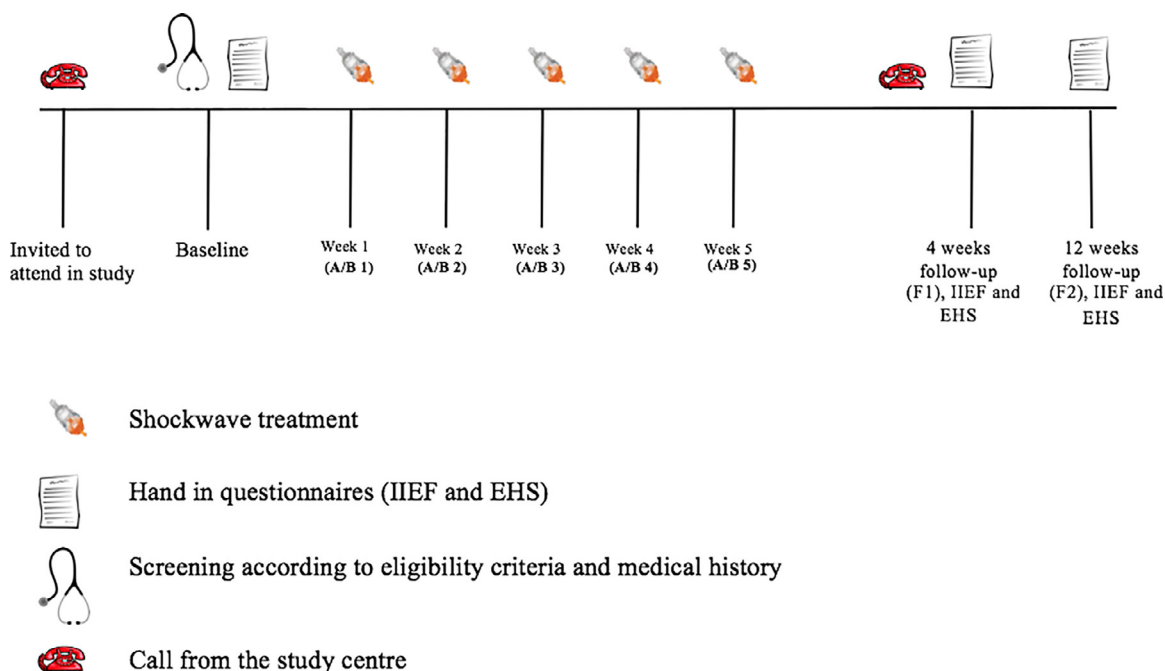 Invited to
attend in study
Baseline
Week 1
(A/B 1)
Week 2
(A/B 2)
Week 3
(A/B 3)
Week 4
(A/B 4)
Week 5
(A/B 5)
4 weeks
follow-up
(F1), IIEF and
EHS
12 weeks
follow-up
(F2), IIEF and
EHS
Shockwave treatment
Hand in questionnaires (IIEF and EHS)
Screening according to eligibility criteria and medical history
Call from the study centre